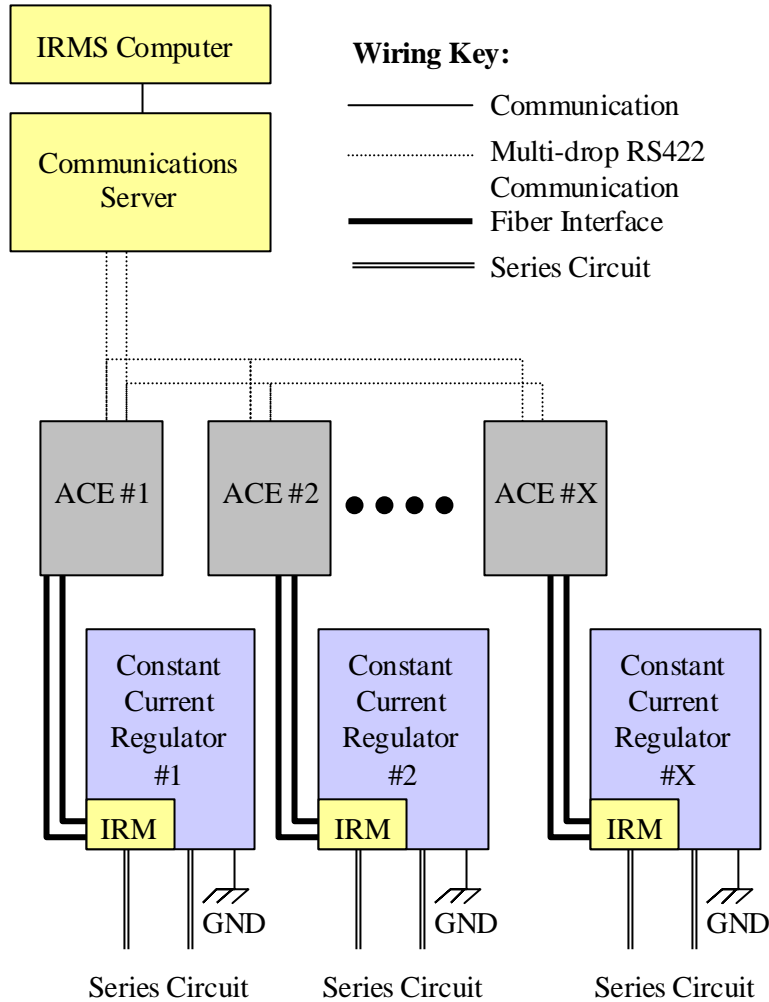 IRMS Computer
Wiring Key:
Communication
Communications
Server
Multi-drop RS422
Communication
Fiber Interface
Series Circuit
ACE #1
ACE #2
ACE #X
Constant
Current
Regulator
#1
IRM
GND
Constant
Current
Regulator
#2
IRM
GND
Constant
Current
Regulator
#X
IRM
GND
Series Circuit
Series Circuit
Series Circuit